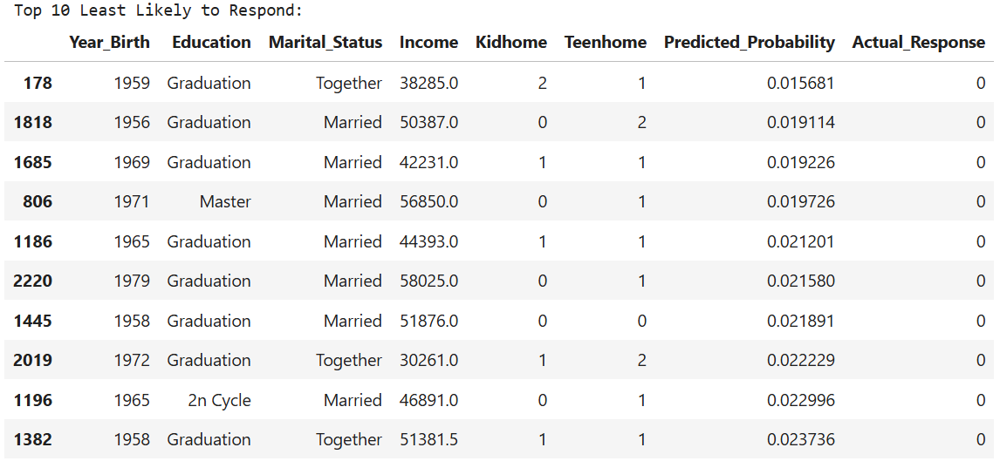 Top 10 Least Likely to Respond:
Year_Birth Education Marital_Status Income Kidhome Teenhome Predicted_Probability Actual_Response
178 1959 Graduation Together 38285.0 2 1 0.015681 0
1818 1956 Graduation Married 50387.0 0 2 0.019114 0
1685 1969 Graduation Married 42231.0 1 1 0.019226 0
806 1971 Master Married 56850.0 0 1 0.019726 0
1186 1965 Graduation Married 44393.0 1 1 0.021201 0
2220 1979 Graduation Married 58025.0 0 1 0.021580 0
1445 1958 Graduation Married 51876.0 0 0 0.021891 0
2019 1972 Graduation Together 30261.0 1 2 0.022229 0
1196 1965 2n Cycle Married 46891.0 0 1 0.022996 0
1382 1958 Graduation Together 51381.5 1 1 0.023736 0